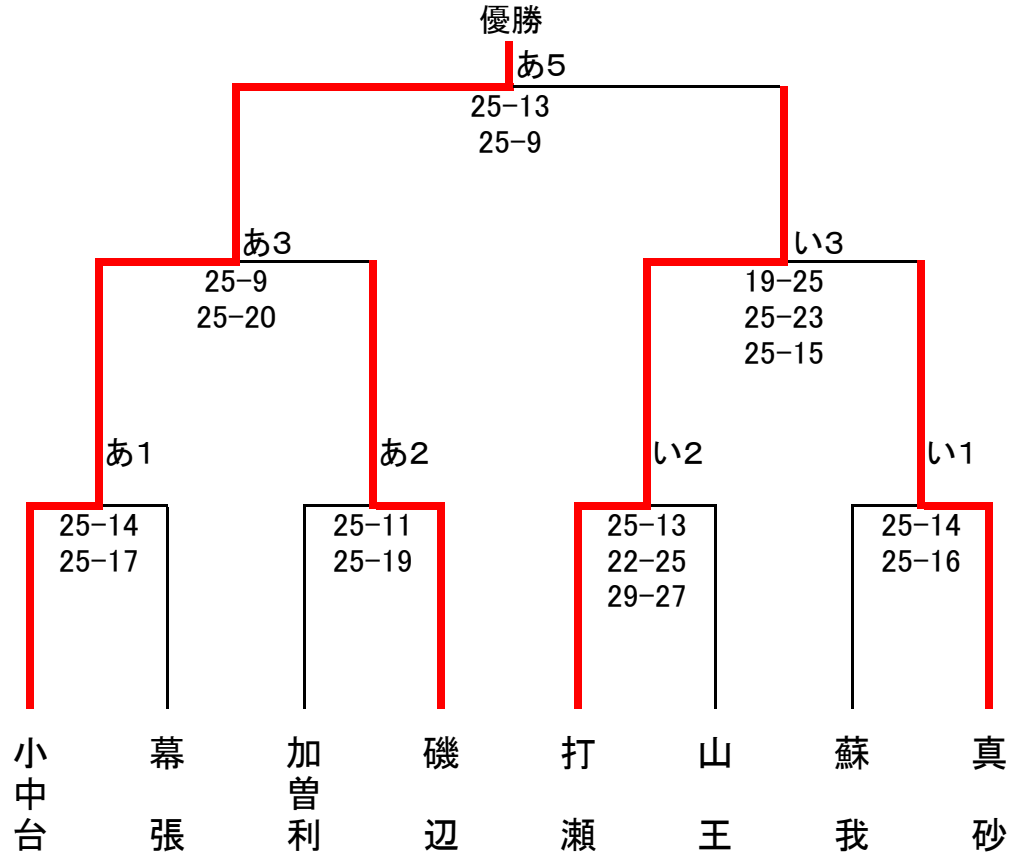 優勝
あ5
25-13
25-9
あ3
25-9
25-20
い3
19-25
25-23
25-15
あ1
25-14
25-17
あ2
25-11
25-19
い2
25-13
22-25
29-27
い1
25-14
25-16
小中台
幕張
加曽利
磯辺
打瀬
山王
蘇我
真砂